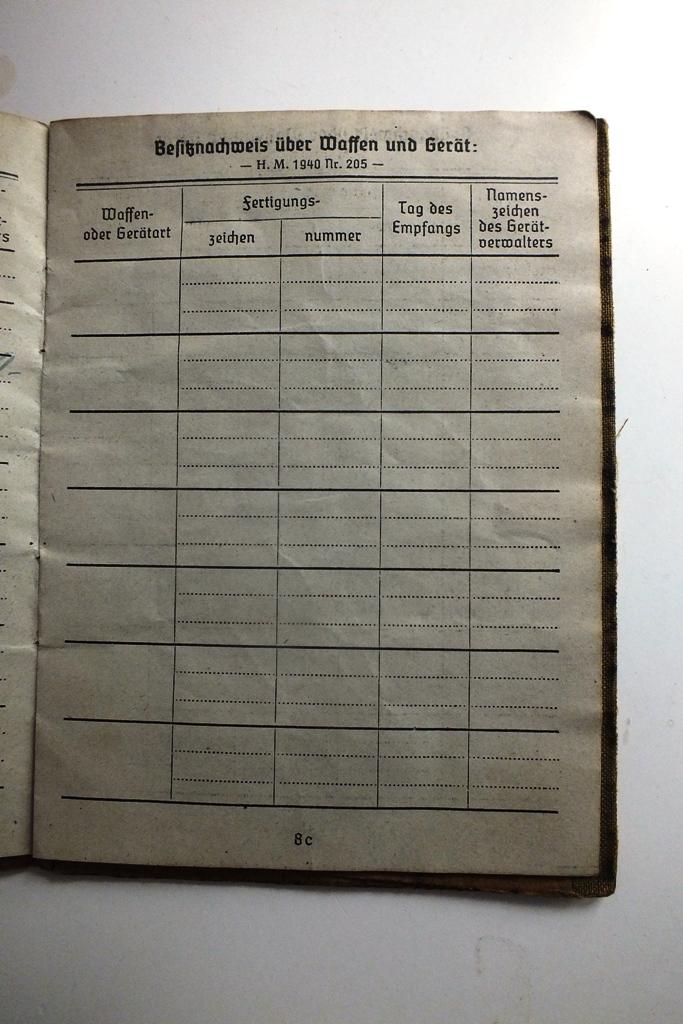 Besitznachweis über Waffen und Gerät:
— H. M. 1940 Nr. 205 —
Waffen-
oder Gerätart
Fertigungs-
zeichen
nummer
Tag des
Empfangs
Namens-
zeichen
des Gerät-
verwalters
8c